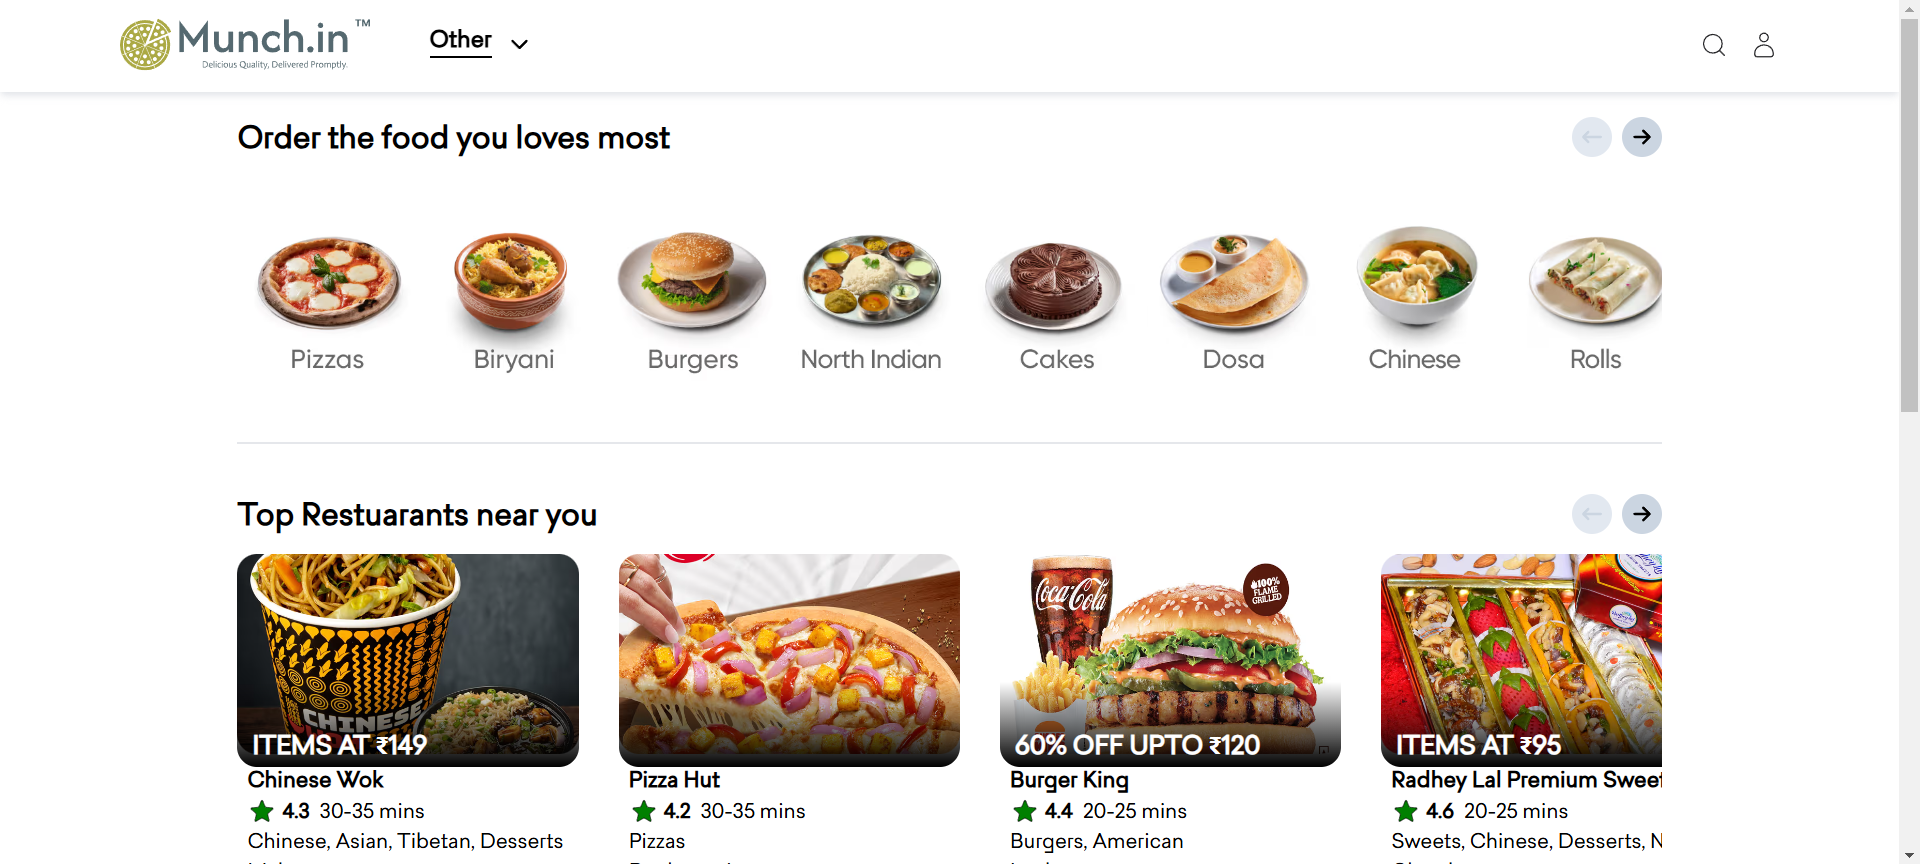 Munch.in™
Delicious Quality, Delivered Promptly.
Other
Order the food you loves most
Pizzas
Biryani
Burgers
North Indian
Cakes
Dosa
Chinese
Rolls
Top Restuarants near you
CHINESE
ITEMS AT ₹149
Chinese Wok
4.3 30-35 mins
Chinese, Asian, Tibetan, Desserts
Pizza Hut
4.2 30-35 mins
Pizzas
Coca-Cola
100%
FLAME
GRILLED
60% OFF UPTO ₹120
Burger King
4.4 20-25 mins
Burgers, American
ITEMS AT ₹95
Radhey Lal Premium Sweet
4.6 20-25 mins
Sweets, Chinese, Desserts, N